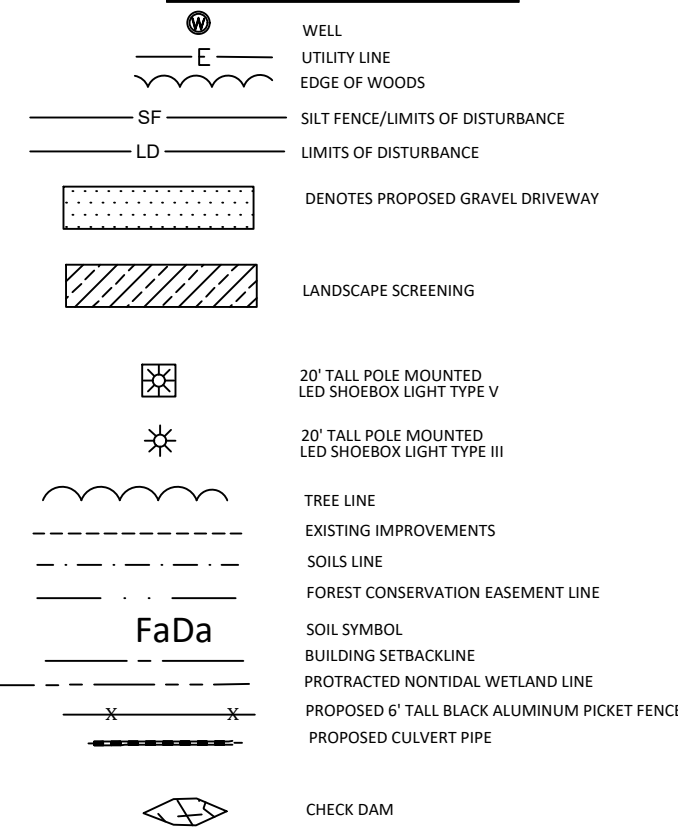 W WELL
E UTILITY LINE
EDGE OF WOODS
SF SILT FENCE/LIMITS OF DISTURBANCE
LD LIMITS OF DISTURBANCE
DENOTES PROPOSED GRAVEL DRIVEWAY
LANDSCAPE SCREENING
20' TALL POLE MOUNTED
LED SHOEBOX LIGHT TYPE V
20' TALL POLE MOUNTED
LED SHOEBOX LIGHT TYPE III
TREE LINE
EXISTING IMPROVEMENTS
SOILS LINE
FOREST CONSERVATION EASEMENT LINE
FaDa SOIL SYMBOL
BUILDING SETBACKLINE
PROTRACTED NONTIDAL WETLAND LINE
X X PROPOSED 6' TALL BLACK ALUMINUM PICKET FENCE
PROPOSED CULVERT PIPE
CHECK DAM